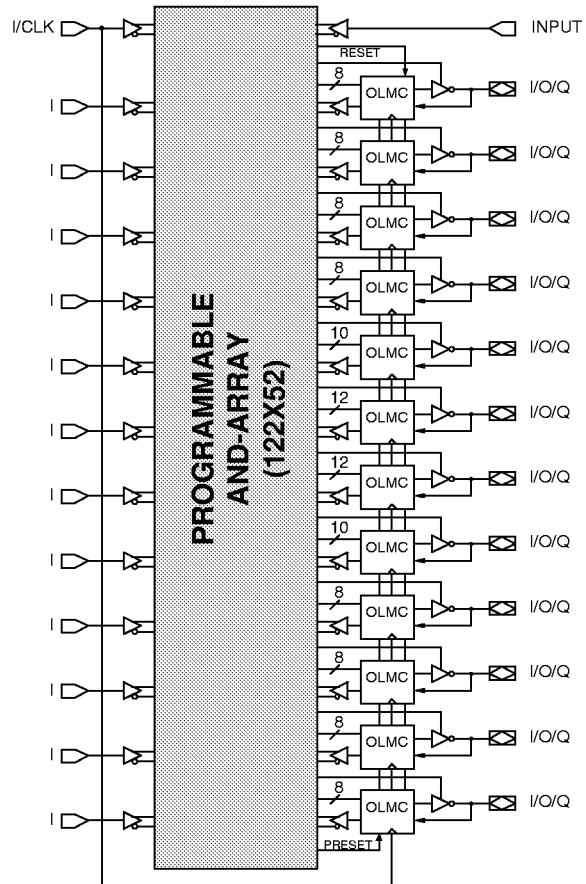 I/CLK
INPUT
RESET
8
OLMC
I/O/Q
I
8
OLMC
I/O/Q
I
8
OLMC
I/O/Q
I
8
OLMC
I/O/Q
I
10
OLMC
I/O/Q
I
12
OLMC
I/O/Q
I
12
OLMC
I/O/Q
I
10
OLMC
I/O/Q
I
8
OLMC
I/O/Q
I
8
OLMC
I/O/Q
I
8
OLMC
I/O/Q
I
8
OLMC
I/O/Q
I
PRESET
PROGRAMMABLE
AND-ARRAY
(122X52)